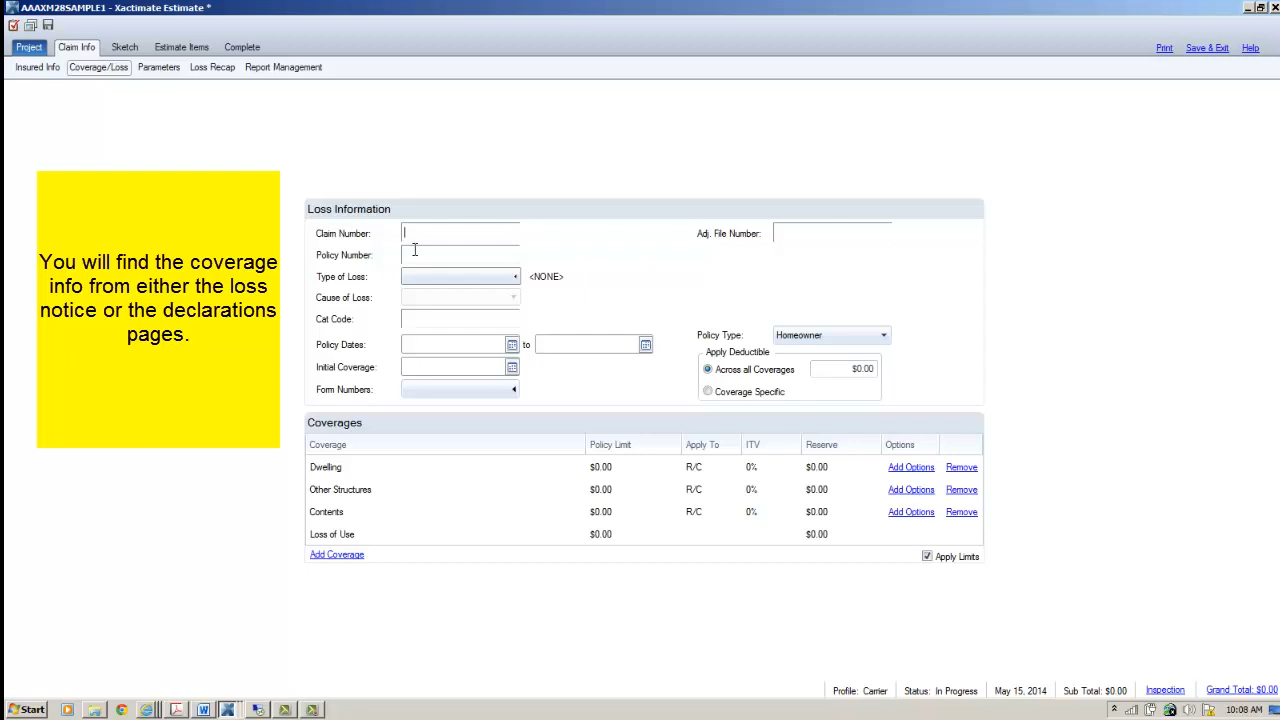 AAAXM28SAMPLE1 - Xactimate Estimate *
Project Claim Info Sketch Estimate Items Complete
Print Save & Exit Help
Insured Info Coverage/Loss Parameters Loss Recap Report Management
You will find the coverage
info from either the loss
notice or the declarations
pages.
Loss Information
Claim Number: Adj. File Number:
Policy Number:
Type of Loss: <NONE>
Cause of Loss:
Cat Code:
Policy Type: Homeowner
Policy Dates: to
Apply Deductible
Initial Coverage: Across all Coverages $0.00
Form Numbers: Coverage Specific
Coverages
Coverage Policy Limit Apply To ITV Reserve Options
Dwelling $0.00 R/C 0% $0.00 Add Options Remove
Other Structures $0.00 R/C 0% $0.00 Add Options Remove
Contents $0.00 R/C 0% $0.00 Add Options Remove
Loss of Use $0.00 $0.00
Add Coverage Apply Limits
Profile: Carrier Status: In Progress May 15, 2014 Sub Total: $0.00 Inspection Grand Total: $0.00
Start 10:08 AM